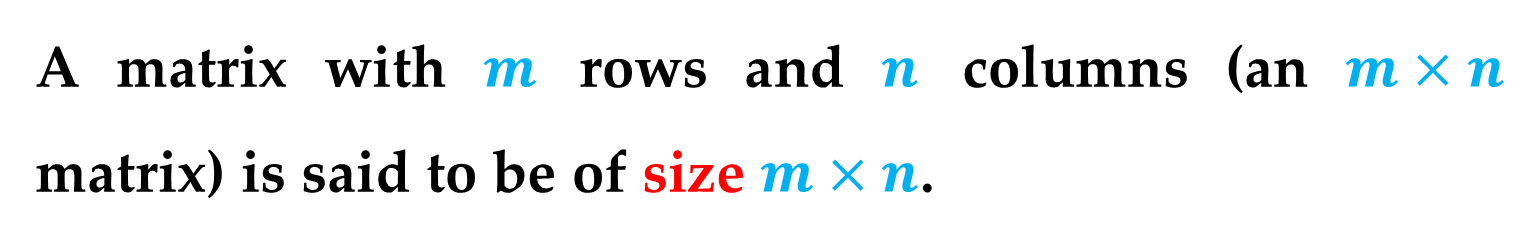 A matrix with m rows and n columns (an m × n
matrix) is said to be of size m × n.